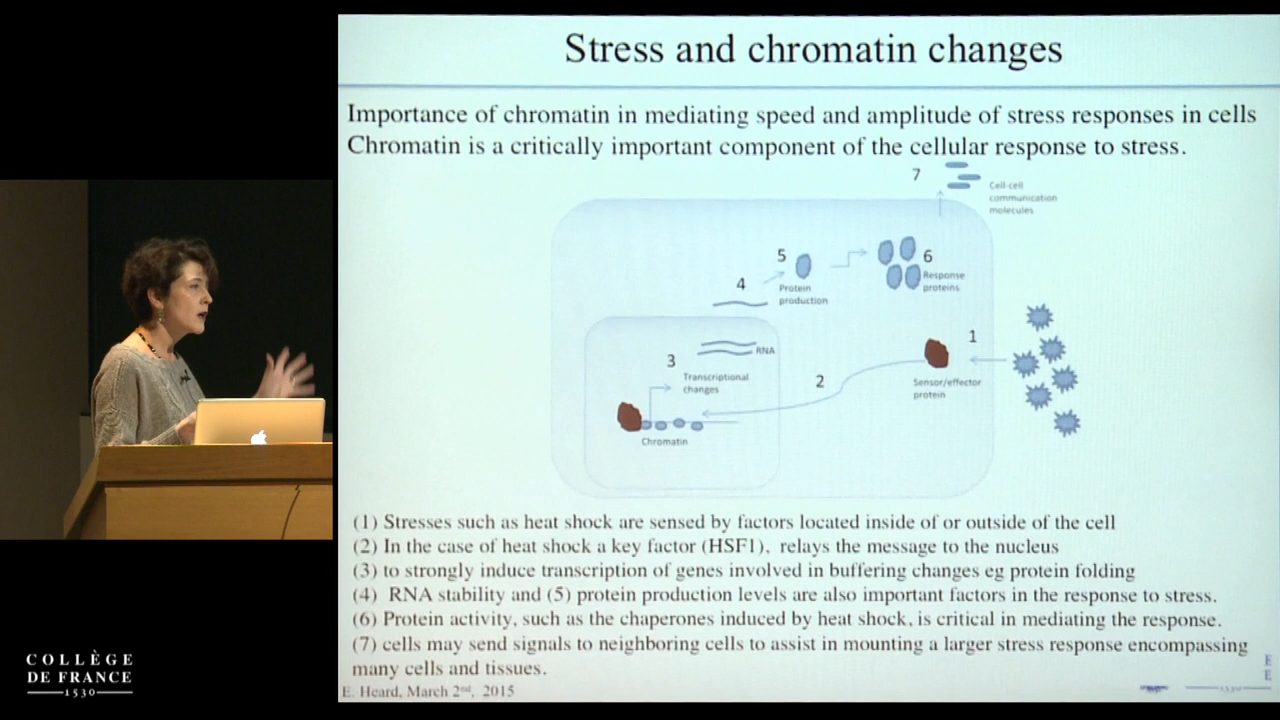 Stress and chromatin changes
Importance of chromatin in mediating speed and amplitude of stress responses in cells
Chromatin is a critically important component of the cellular response to stress.
7
Cell-cell
communication
molecules
5
6
4
Protein
production
Response
proteins
1
3
RNA
Transcriptional
changes
2
Sensor/effector
protein
Chromatin
(1) Stresses such as heat shock are sensed by factors located inside of or outside of the cell
(2) In the case of heat shock a key factor (HSF1), relays the message to the nucleus
(3) to strongly induce transcription of genes involved in buffering changes eg protein folding
(4) RNA stability and (5) protein production levels are also important factors in the response to stress.
(6) Protein activity, such as the chaperones induced by heat shock, is critical in mediating the response.
(7) cells may send signals to neighboring cells to assist in mounting a larger stress response encompassing
many cells and tissues.
E. Heard, March 2nd, 2015
E
E
COLLÈGE
DE FRANCE
1530